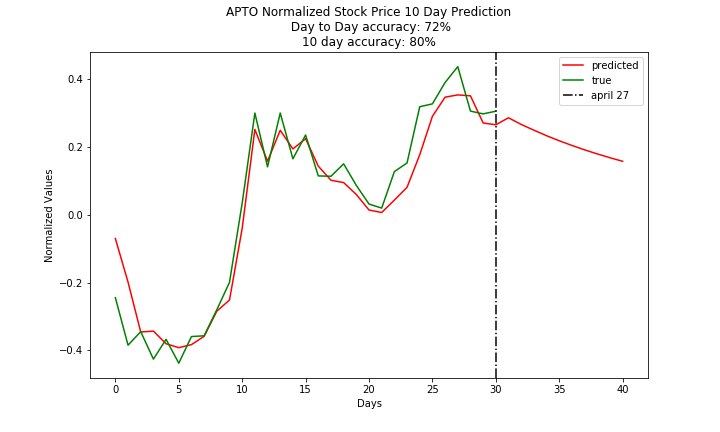 APTO Normalized Stock Price 10 Day Prediction
Day to Day accuracy: 72%
10 day accuracy: 80%
predicted
true
april 27
Normalized Values
0.4
0.2
0.0
−0.2
−0.4
0 5 10 15 20 25 30 35 40
Days